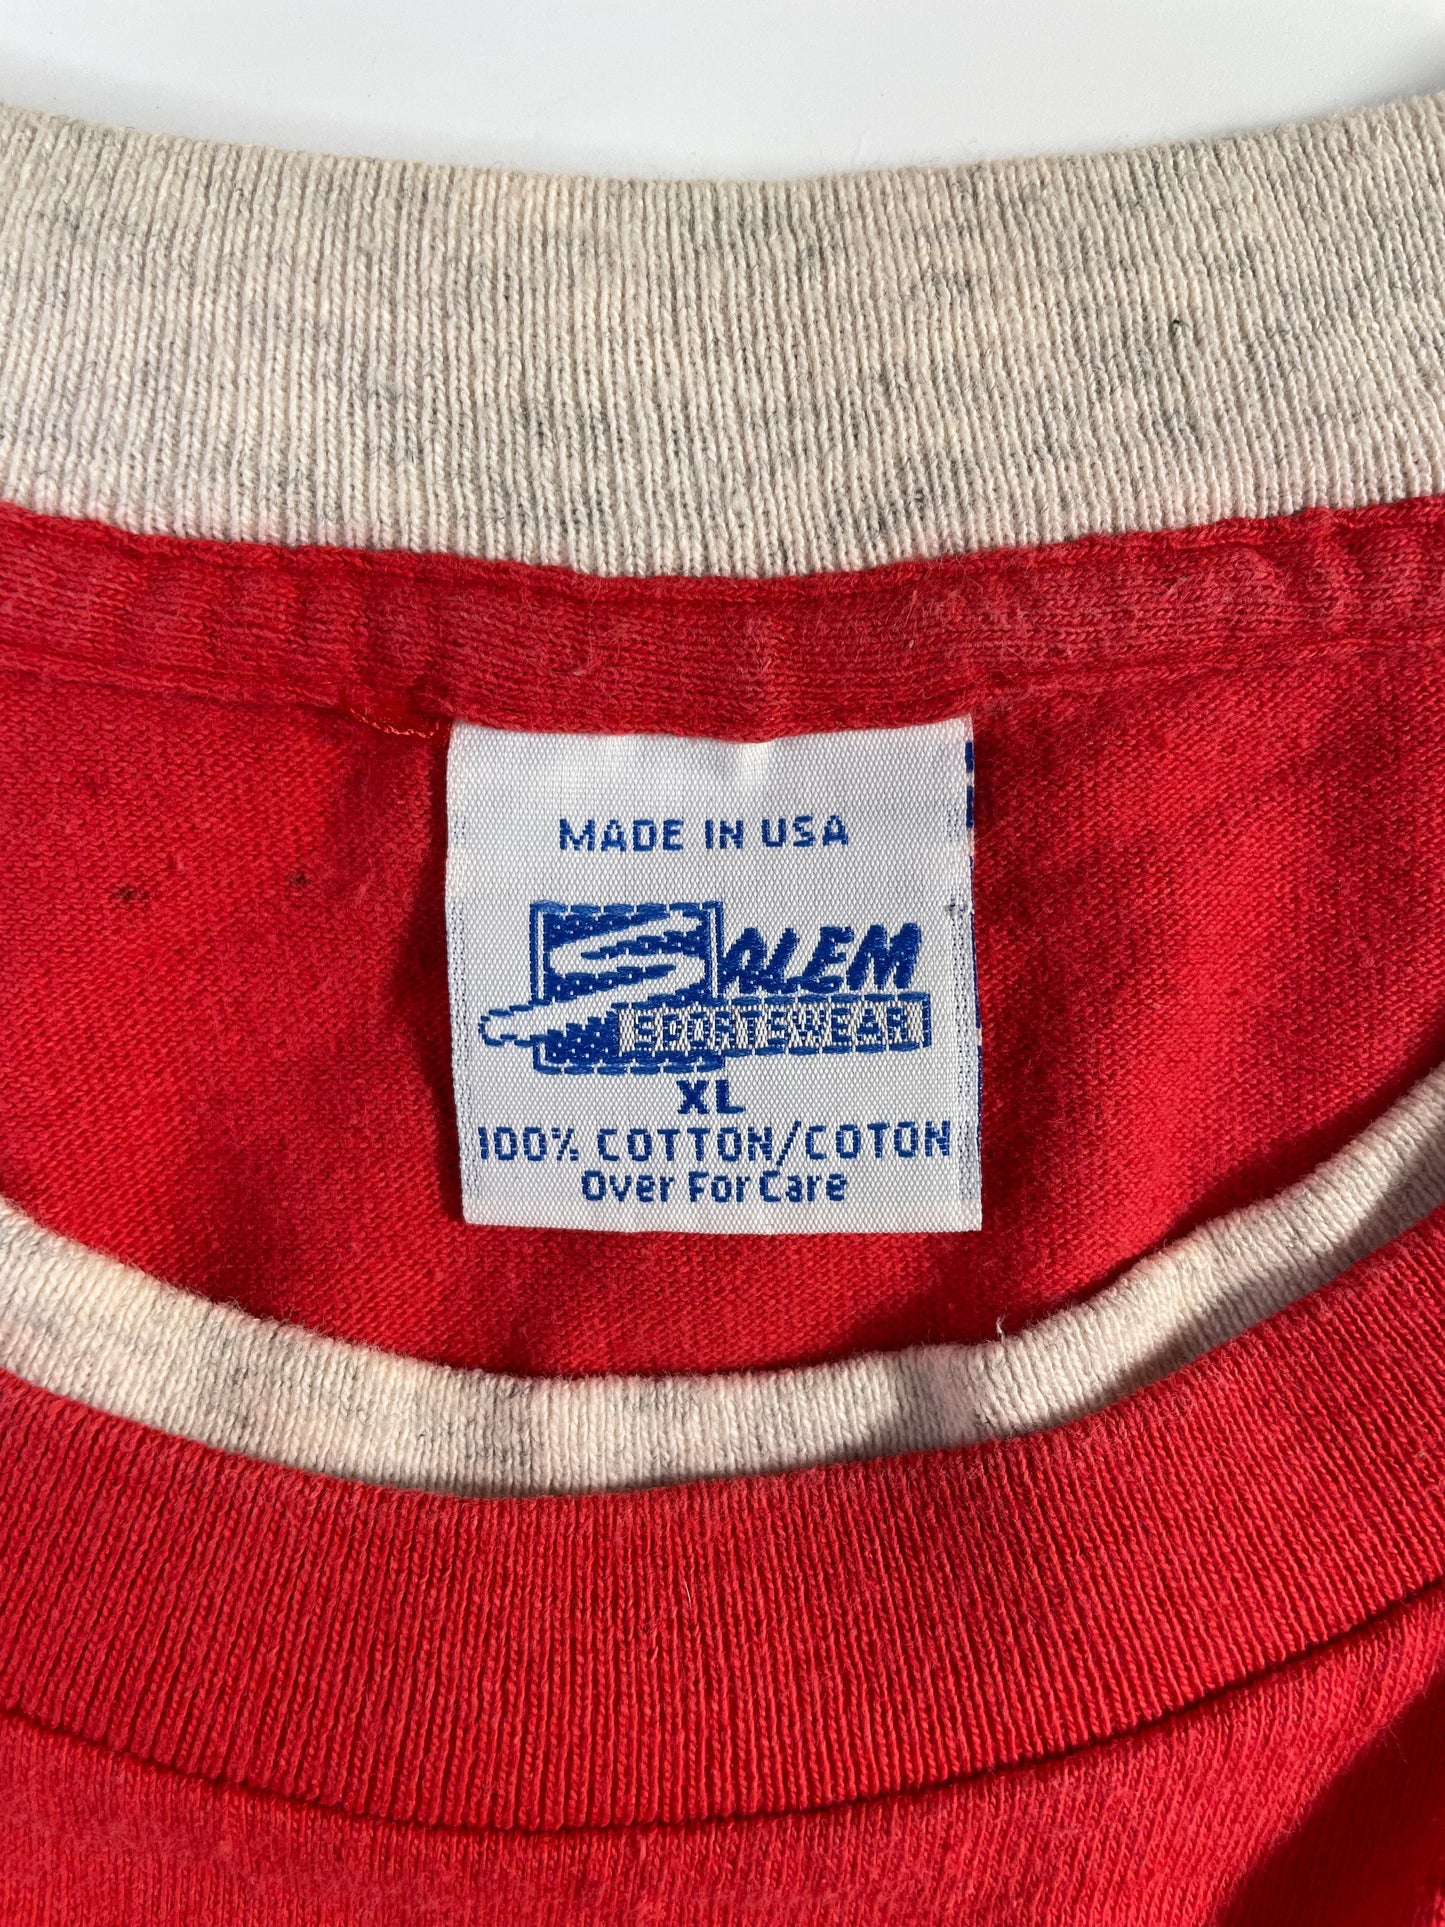 MADE IN USA
SALEM
SPORTSWEAR
XL
100% COTTON/COTON
Over For Care